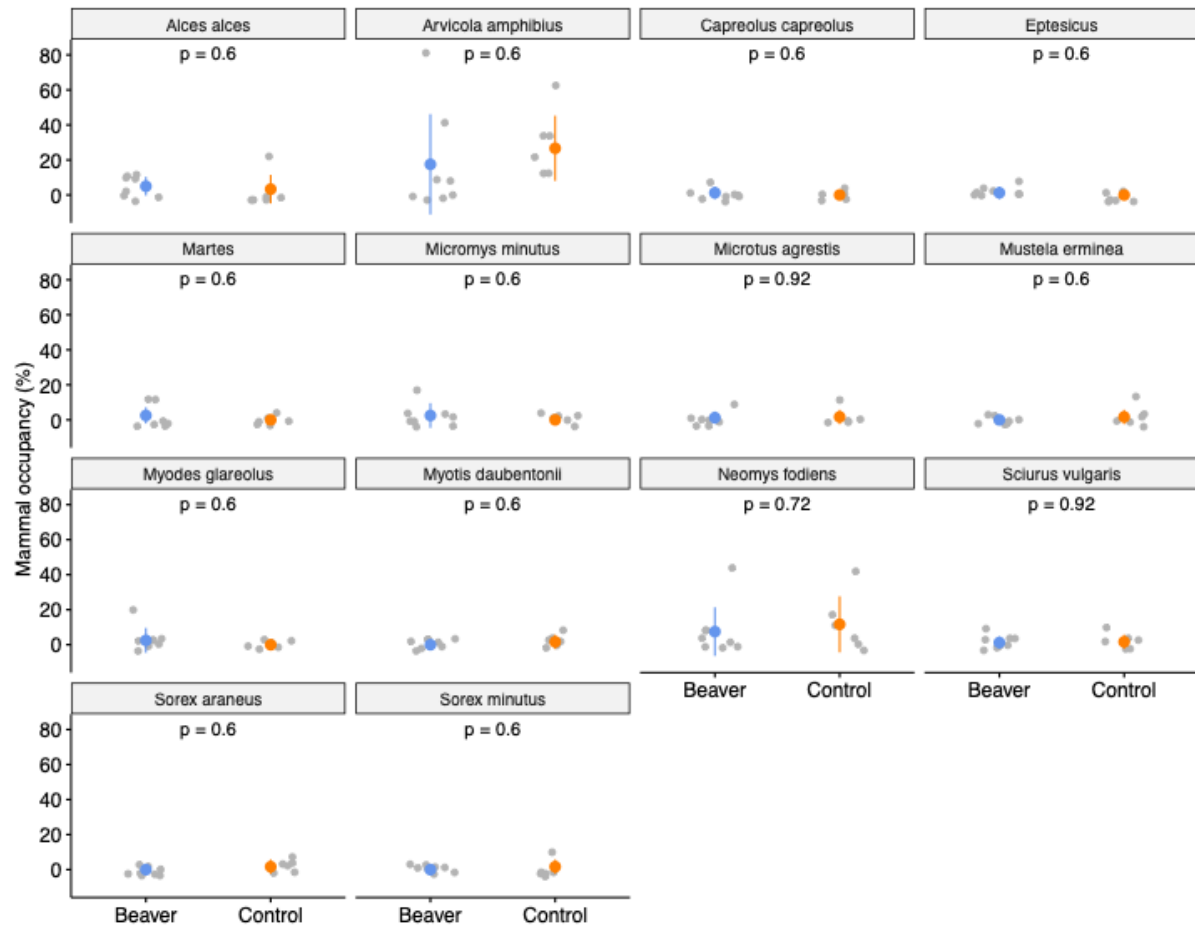 Alces alces Arvicola amphibius Capreolus capreolus Eptesicus
p = 0.6 p = 0.6 p = 0.6 p = 0.6
80
60
40
20
0
Martes Micromys minutus Microtus agrestis Mustela erminea
p = 0.6 p = 0.6 p = 0.92 p = 0.6
80
60
40
20
0
Mammal occupancy (%)
Myodes glareolus Myotis daubentonii Neomys fodiens Sciurus vulgaris
p = 0.6 p = 0.6 p = 0.72 p = 0.92
80
60
40
20
0
Beaver Control Beaver Control
Sorex araneus Sorex minutus
p = 0.6 p = 0.6
80
60
40
20
0
Beaver Control Beaver Control